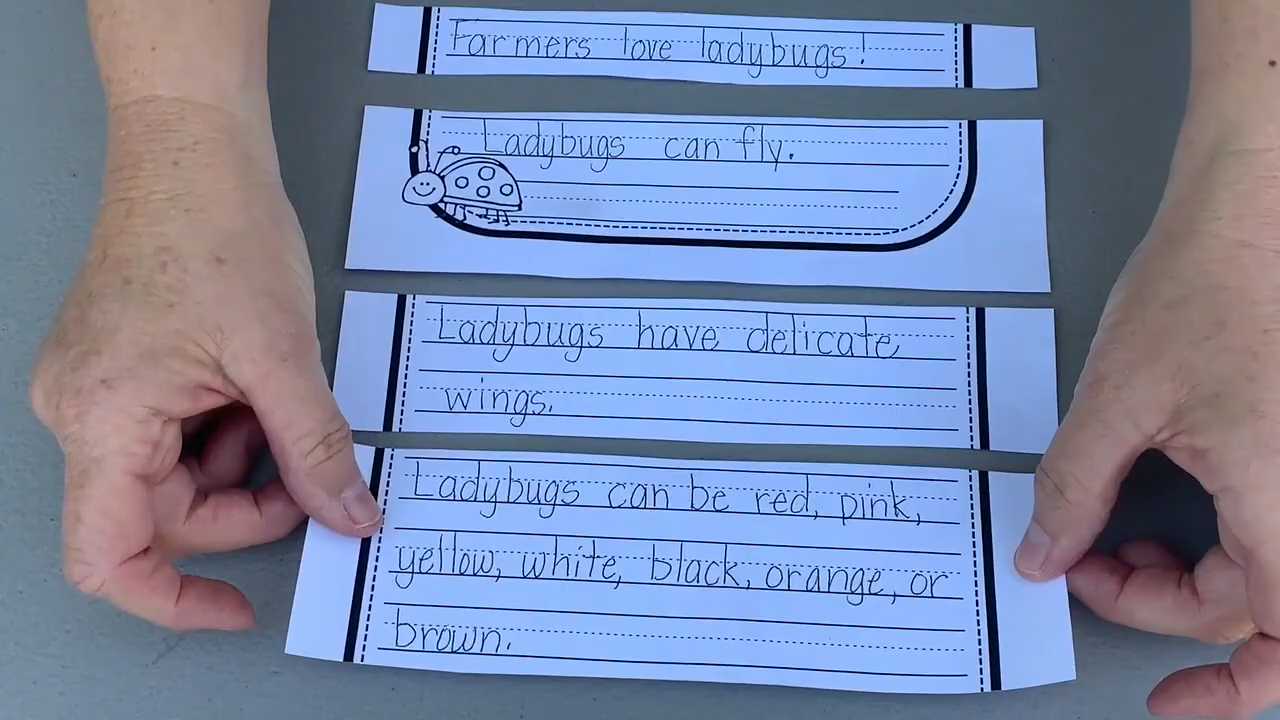 Farmers love ladybugs!
Ladybugs can fly.
Ladybugs have delicate
wings.
Ladybugs can be red, pink,
yellow, white, black, orange, or
brown.